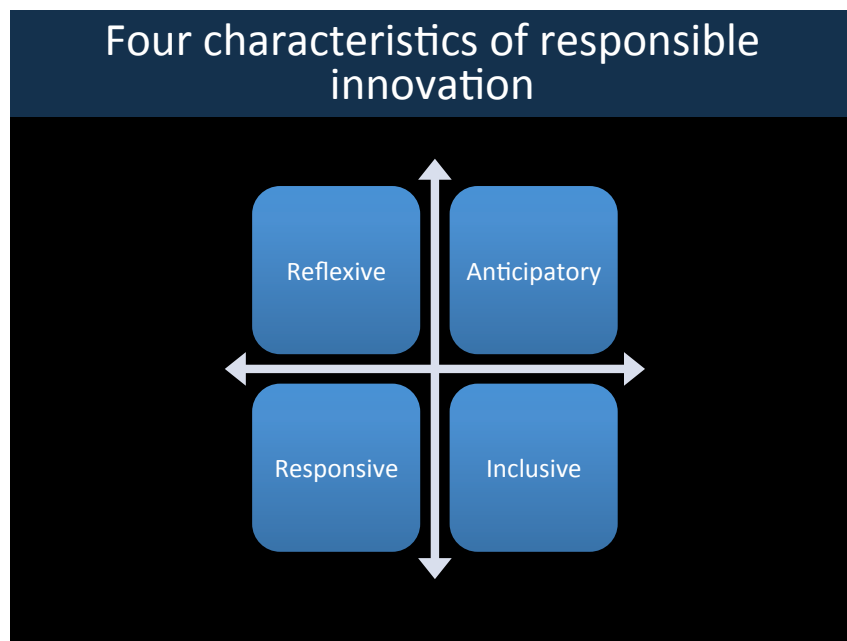 Four characteristics of responsible
innovation
Reflexive
Anticipatory
Responsive
Inclusive